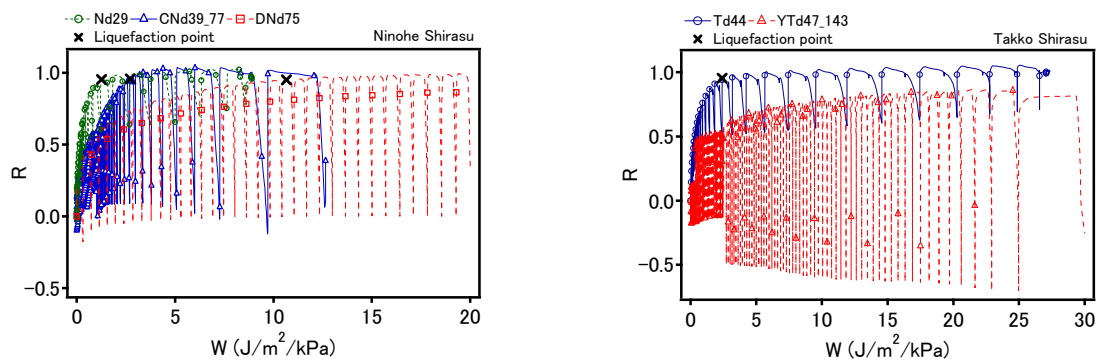 Nd29 CNd39_77 DNd75
Liquefaction point Ninohe Shirasu
1.0
0.5
0.0
−0.5
R
0 5 10 15 20
W (J/m²/kPa)
Td44 YTd47_143
Liquefaction point Takko Shirasu
1.0
0.5
0.0
−0.5
R
0 5 10 15 20 25 30
W (J/m²/kPa)